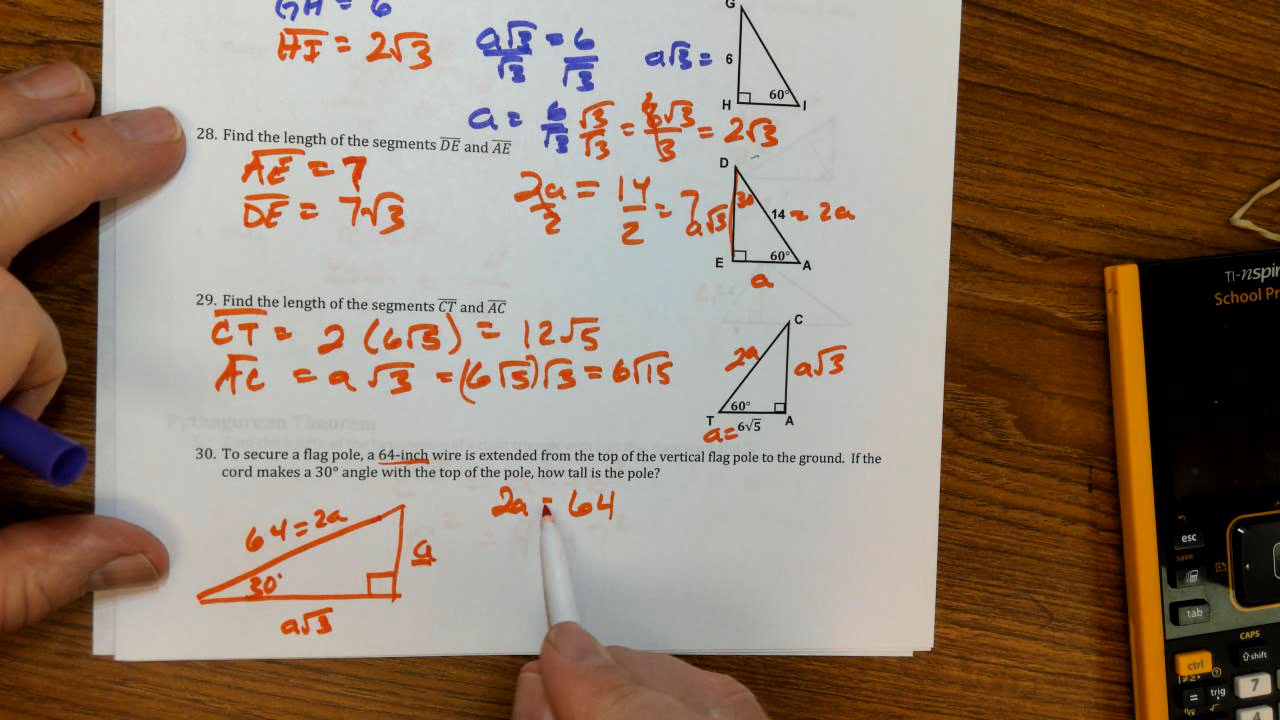 GH = 6
HI = 2√3
a√3 = 6
√3 √3
a√3 =
G
6
60°
H I
a = 6/√3 √3/√3 = 6√3/3 = 2√3
28. Find the length of the segments DE and AE
AE = 7
DE = 7√3
2a/2 = 14/2 = 7
D
30
a√3
14 = 2a
60°
E A
a
29. Find the length of the segments CT and AC
CT = 2 (6√5) = 12√5
AC = a√3 = (6√5)√3 = 6√15
C
2a
a√3
60°
T A
a= 6√5
Pythagorean Theorem
30. To secure a flag pole, a 64-inch wire is extended from the top of the vertical flag pole to the ground. If the
cord makes a 30° angle with the top of the pole, how tall is the pole?
64=2a
30°
a
a√3
2a = 64
TI-nspir
School Pr
esc
save
tab
CAPS
ctrl
shift
=
trig
7